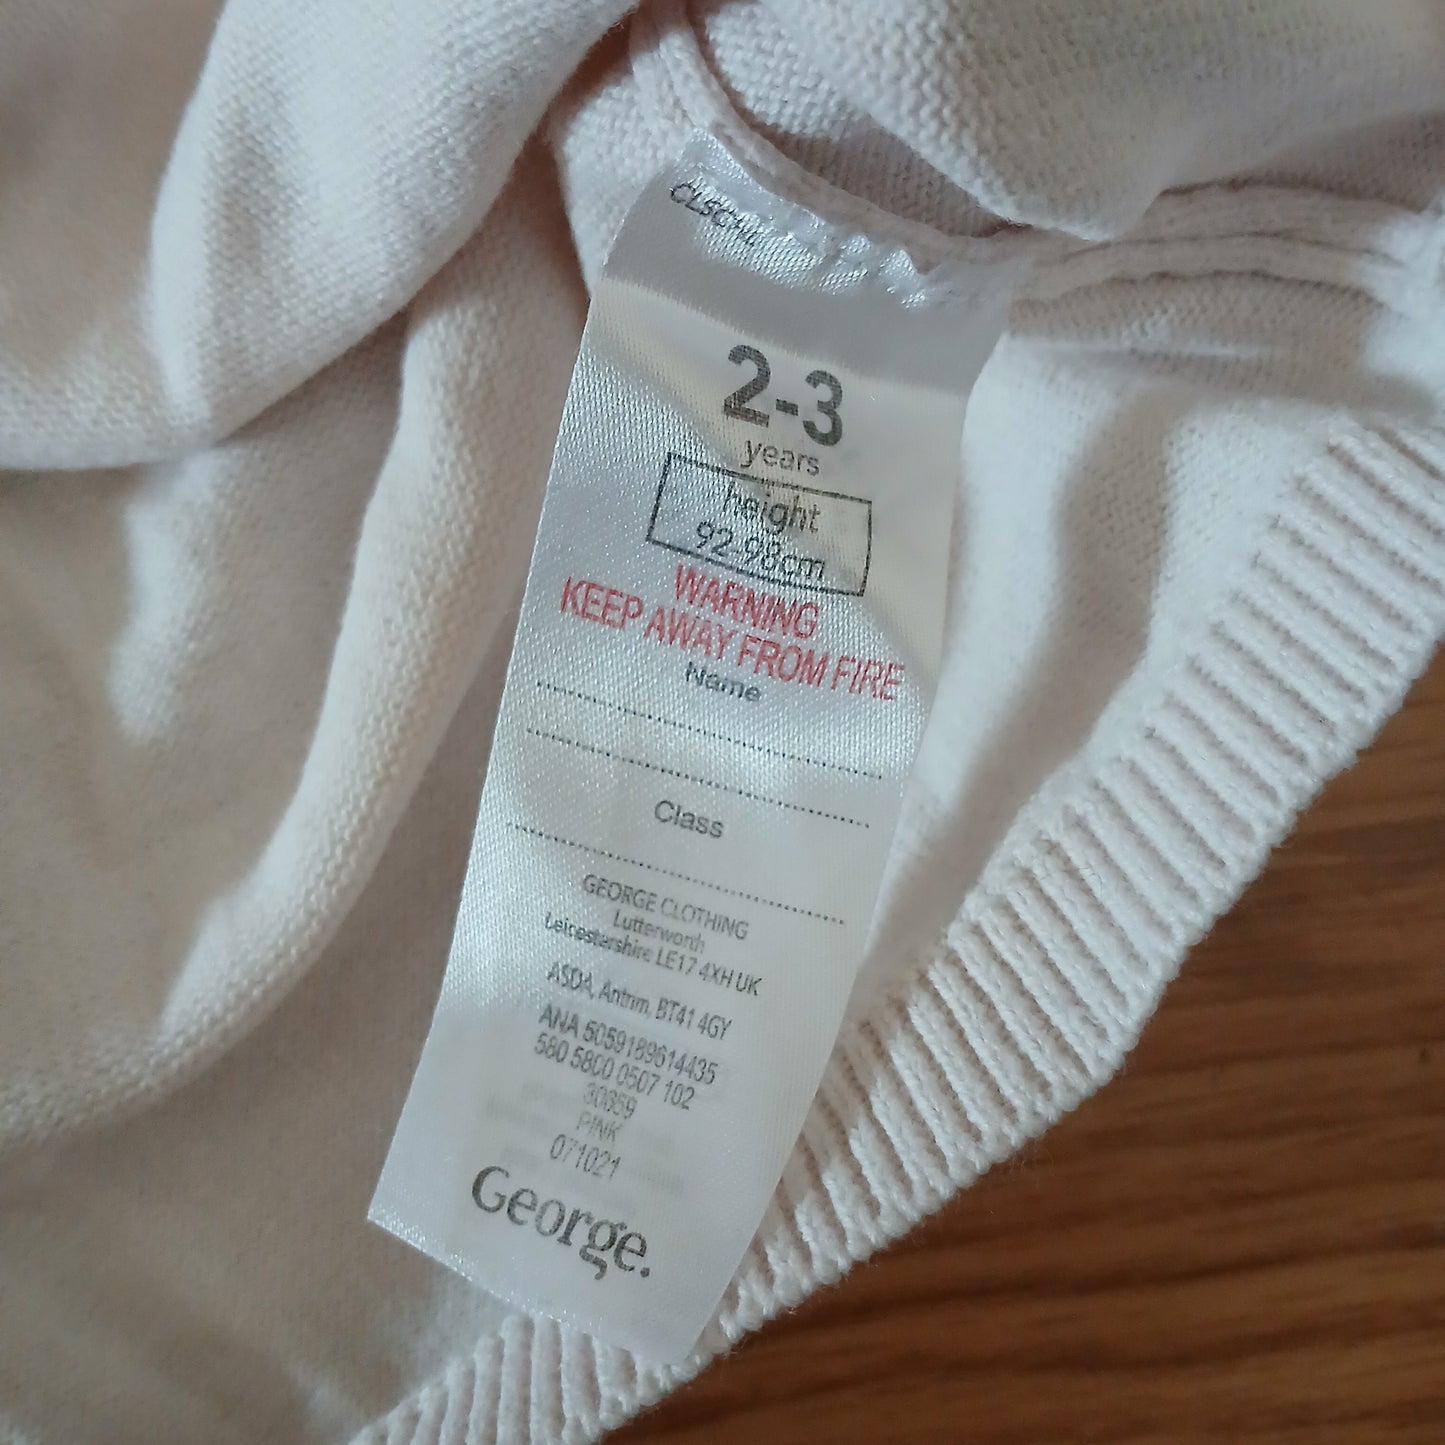 2-3
years
height
92-98cm
WARNING
KEEP AWAY FROM FIRE
Name
Class
GEORGE CLOTHING
Lutterworth
Leicestershire LE17 4XH UK
ASDA, Antrim, BT41 4GY
ANA 5059189614435
580 5800 0507 102
30859
PINK
071021
George.